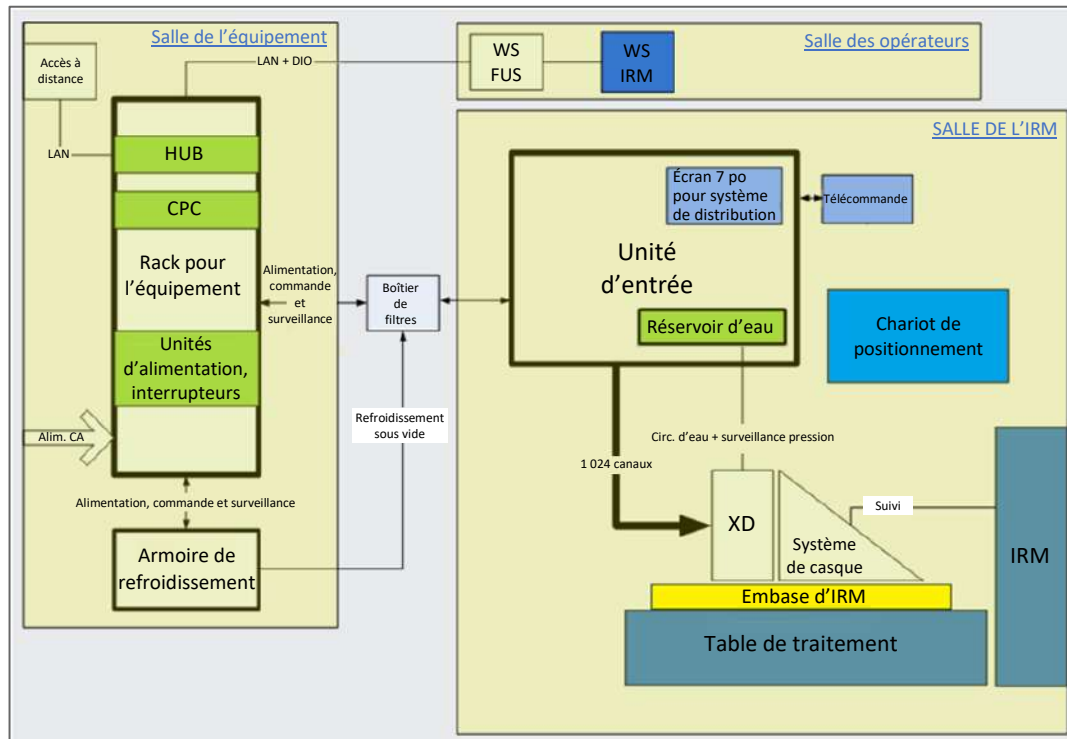 Salle de l’équipement
Accès à
distance
LAN + DIO
LAN
HUB
CPC
Rack pour
l’équipement
Unités
d’alimentation,
interrupteurs
Alim. CA
Alimentation,
commande
et
surveillance
Boîtier
de
filtres
Refroidissement
sous vide
Alimentation, commande et surveillance
Armoire de
refroidissement
WS
FUS
WS
IRM
Salle des opérateurs
SALLE DE L’IRM
Écran 7 po
pour système
de distribution
Télécommande
Unité
d’entrée
Réservoir d’eau
Chariot de
positionnement
Circ. d’eau + surveillance pression
1 024 canaux
XD
Système
de casque
Suivi
IRM
Embase d’IRM
Table de traitement